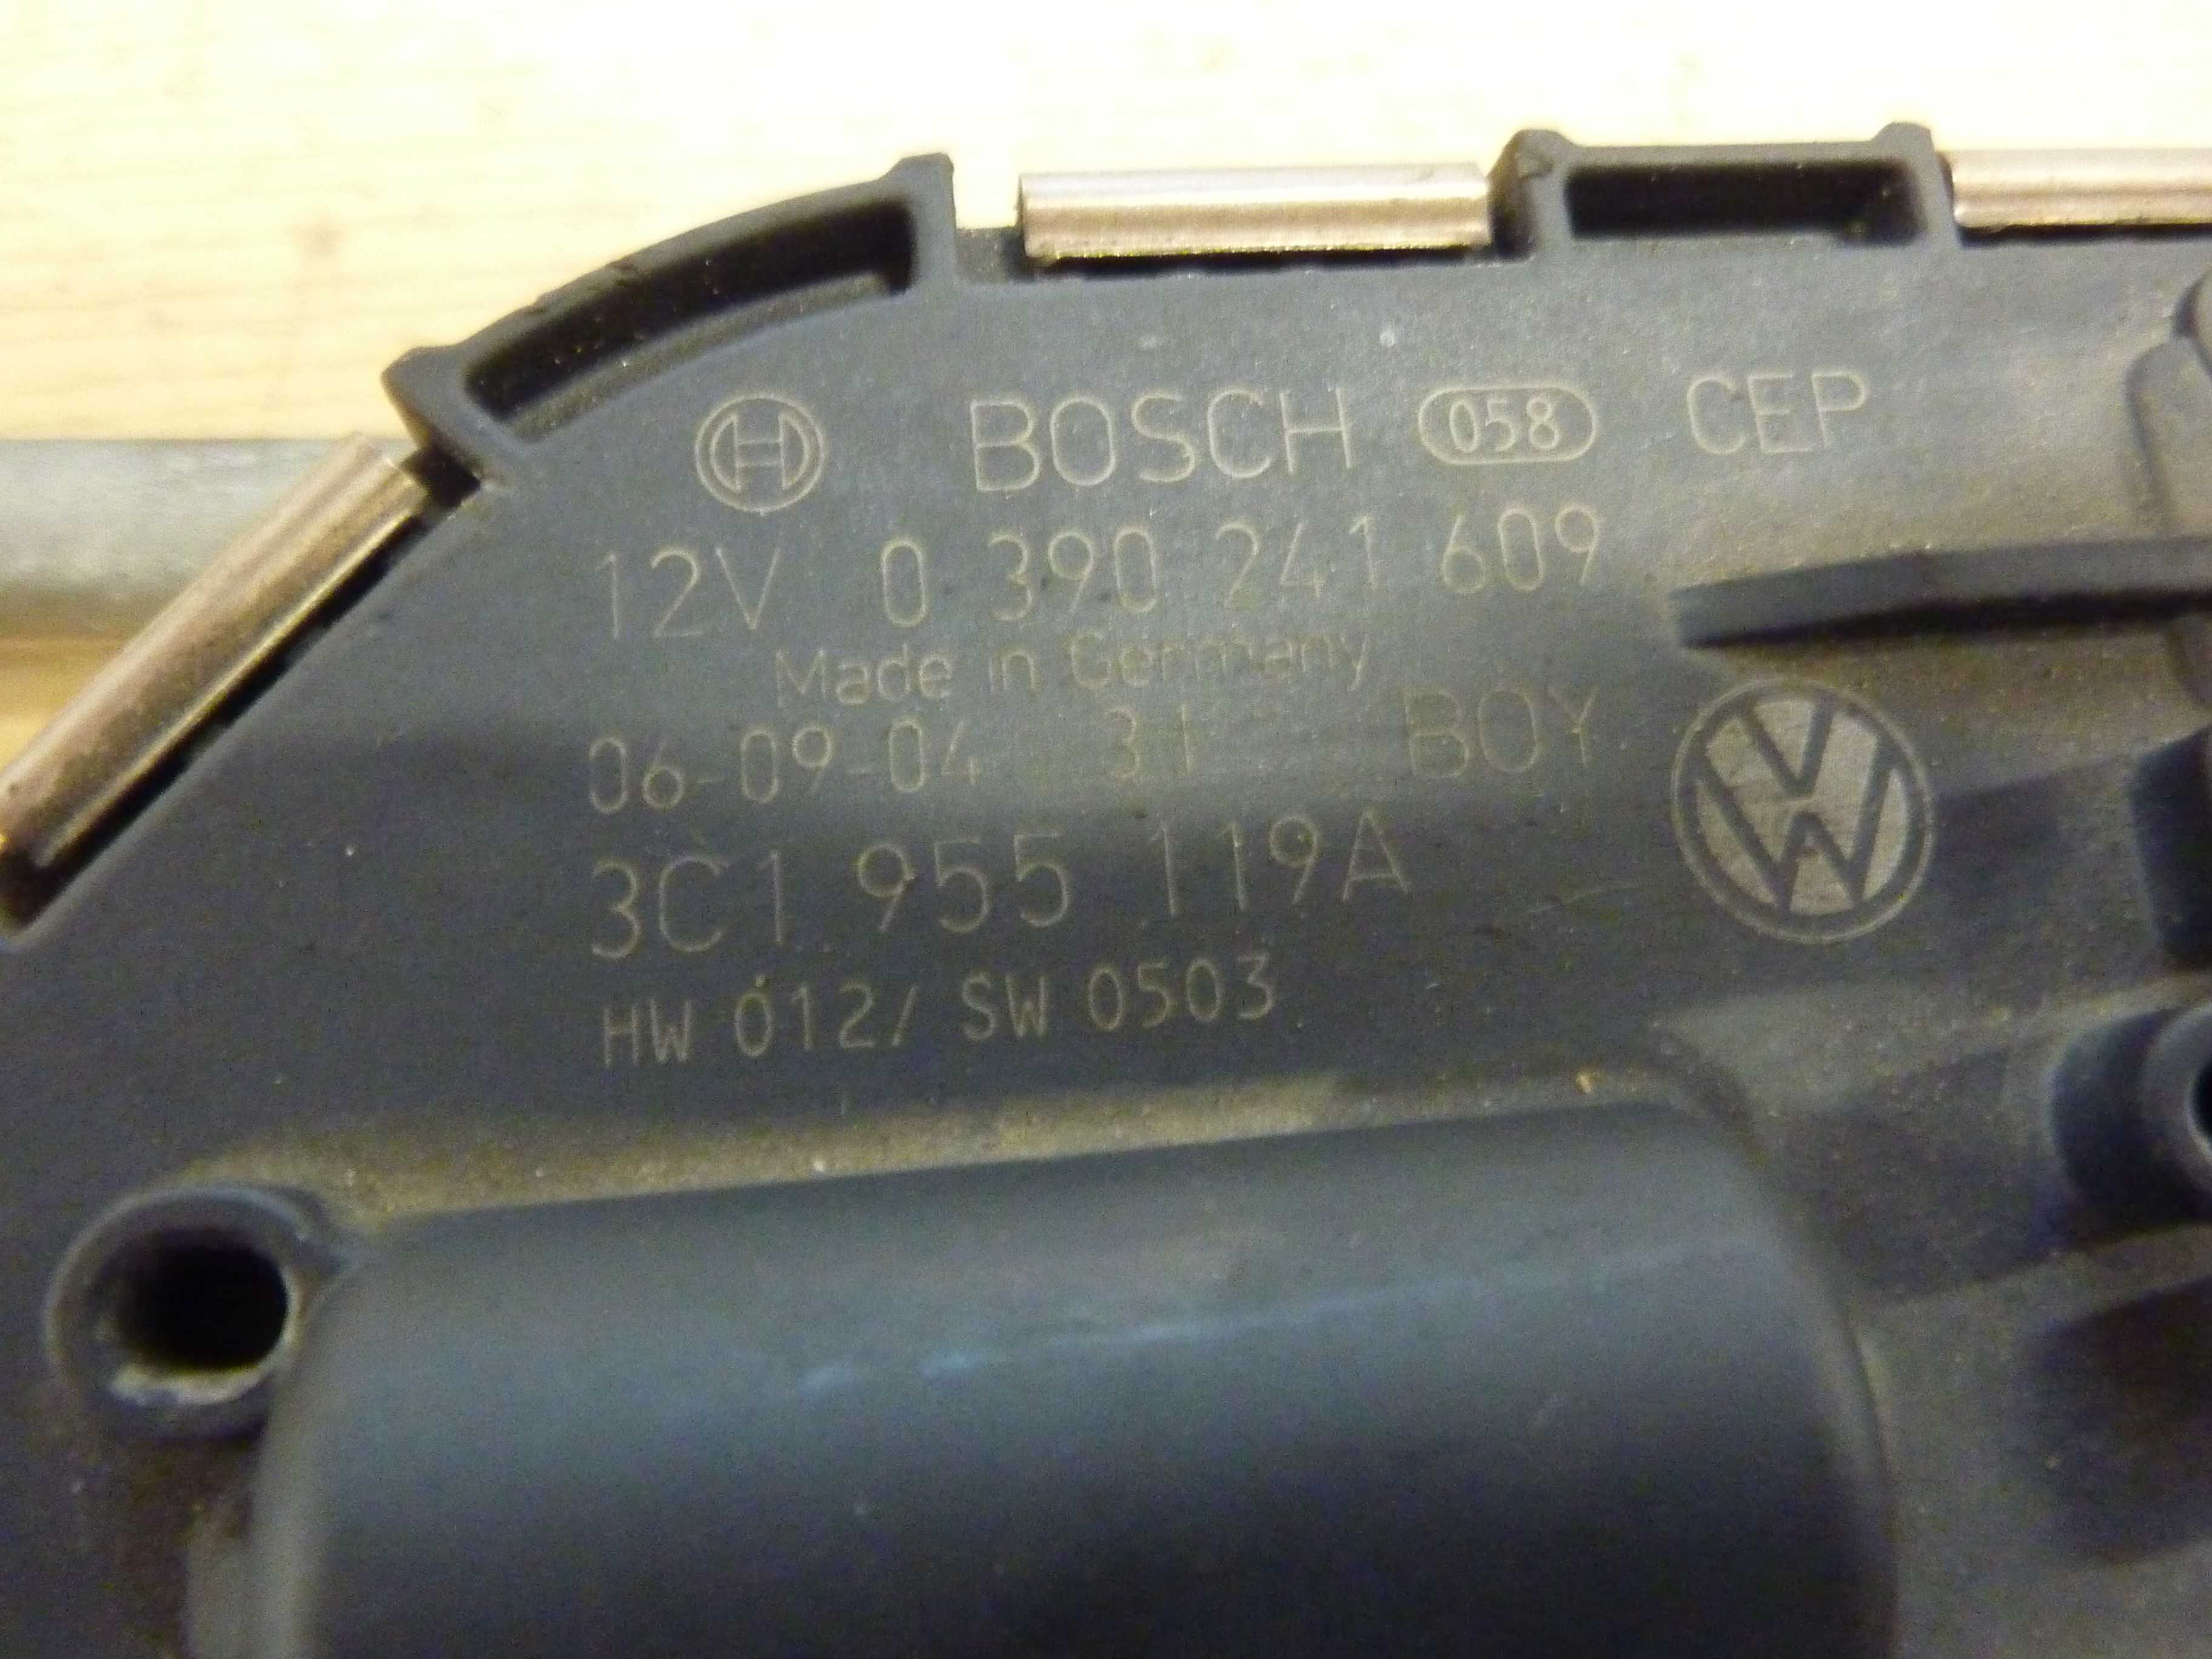 BOSCH 058 CEP
12V 0 390 241 609
Made in Germany
06-09-04 31 BOY
3C1 955 119A
HW 012/ SW 0503